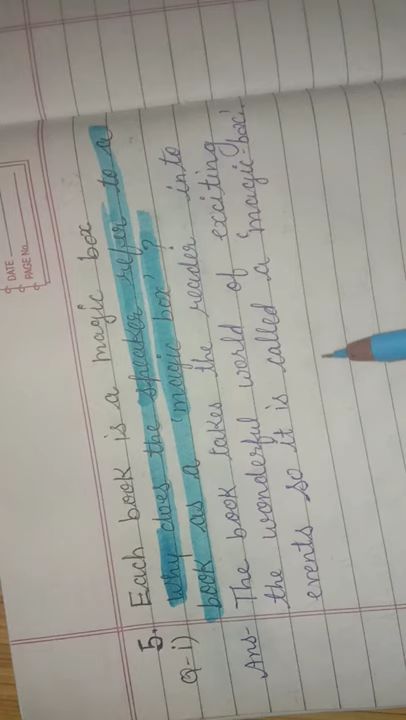 DATE
PAGE No.
5. Each book is a magic box
Q-i) Why does the speaker refer to a
book as a 'magic box'?
Ans- The book takes the reader into
the wonderful world of exciting
events so it is called a 'magic-box'.